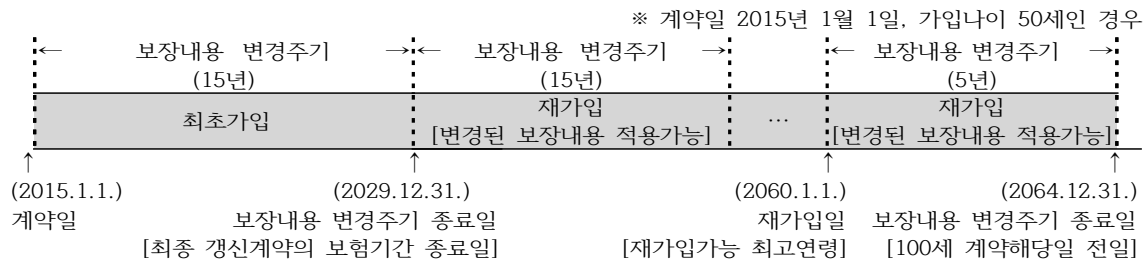 ※ 계약일 2015년 1월 1일, 가입나이 50세인 경우
← 보장내용 변경주기 → ← 보장내용 변경주기 → ← 보장내용 변경주기 →
(15년) (15년) (5년)
최초가입 재가입 … 재가입
[변경된 보장내용 적용가능] [변경된 보장내용 적용가능]
↑ ↑ ↑ ↑
(2015.1.1.) (2029.12.31.) (2060.1.1.) (2064.12.31.)
계약일 보장내용 변경주기 종료일 재가입일 보장내용 변경주기 종료일
[최종 갱신계약의 보험기간 종료일] [재가입가능 최고연령] [100세 계약해당일 전일]